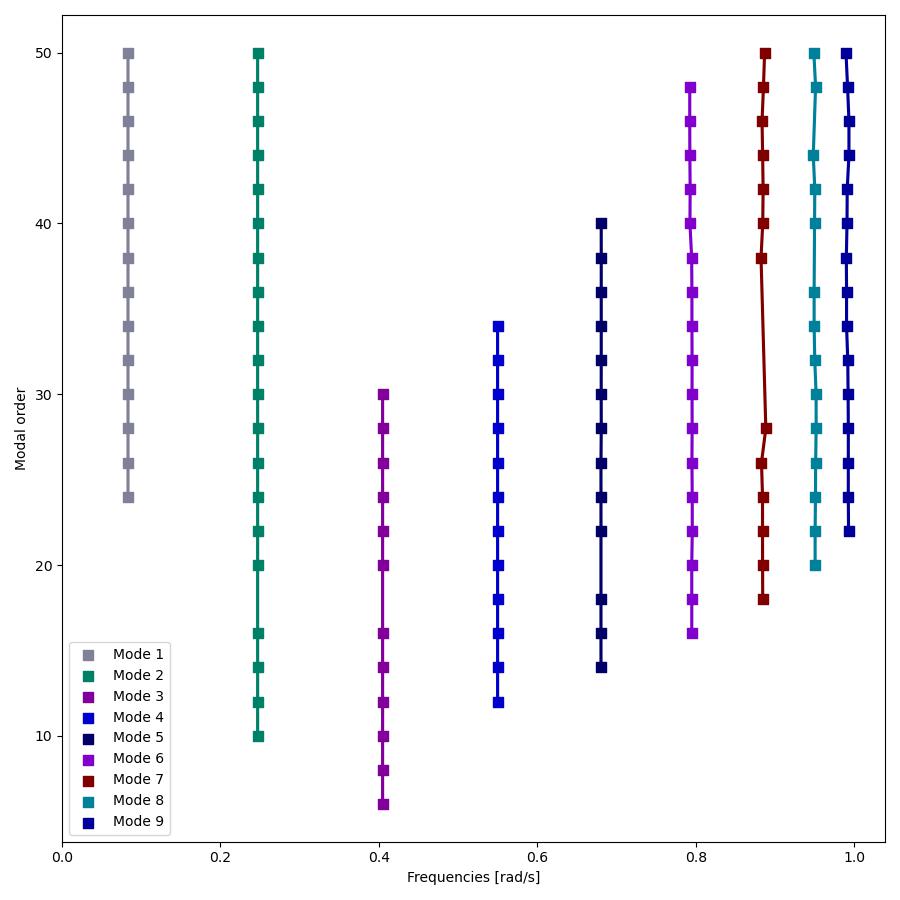 50
40
30
20
10
Modal order
Mode 1
Mode 2
Mode 3
Mode 4
Mode 5
Mode 6
Mode 7
Mode 8
Mode 9
0.0 0.2 0.4 0.6 0.8 1.0
Frequencies [rad/s]